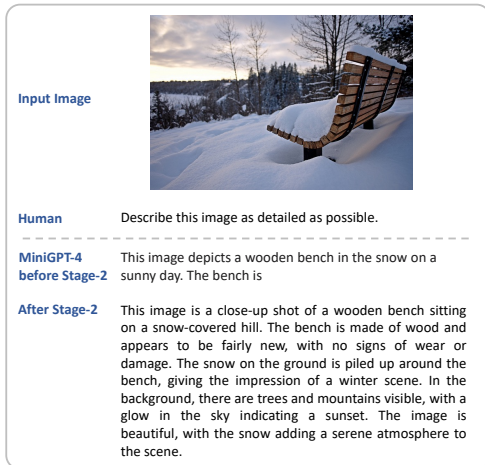 Input Image
Human Describe this image as detailed as possible.
MiniGPT-4 This image depicts a wooden bench in the snow on a
before Stage-2 sunny day. The bench is
After Stage-2 This image is a close-up shot of a wooden bench sitting
on a snow-covered hill. The bench is made of wood and
appears to be fairly new, with no signs of wear or
damage. The snow on the ground is piled up around the
bench, giving the impression of a winter scene. In the
background, there are trees and mountains visible, with a
glow in the sky indicating a sunset. The image is
beautiful, with the snow adding a serene atmosphere to
the scene.